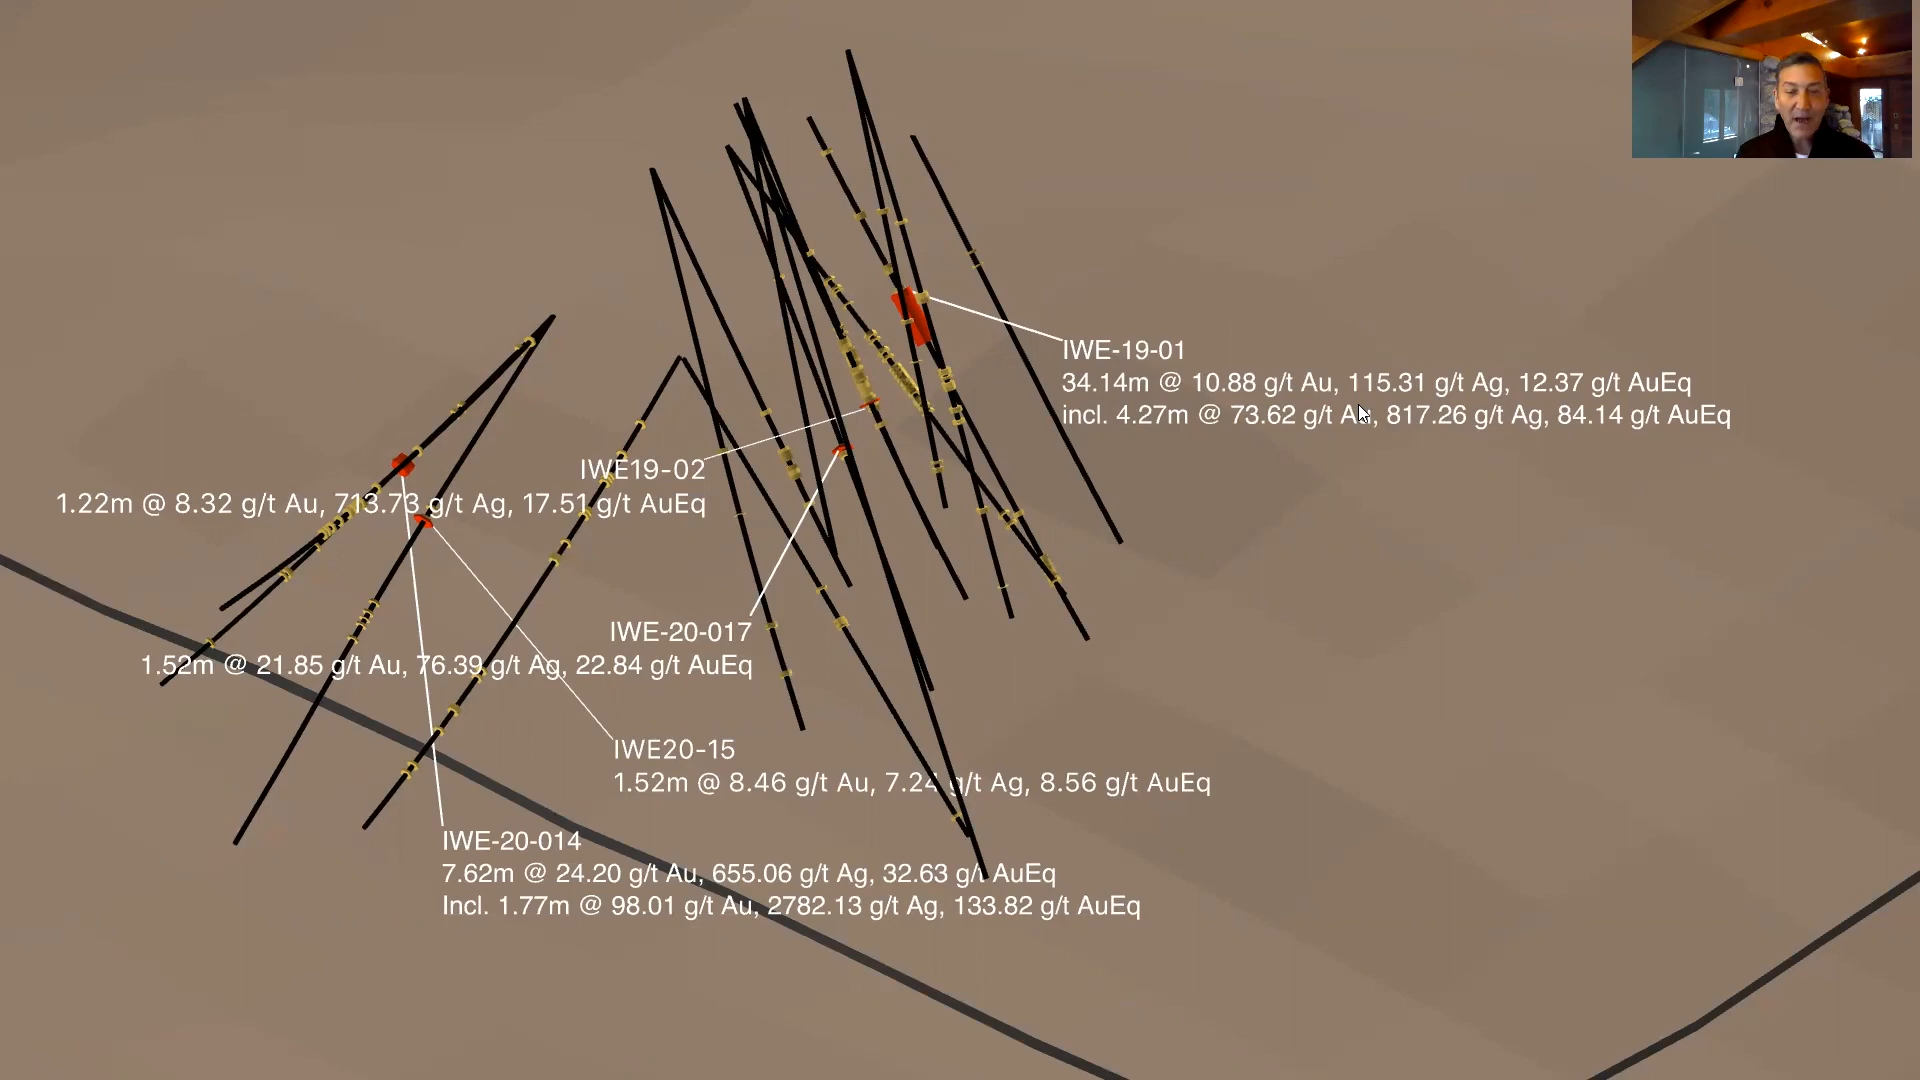 IWE-19-01
34.14m @ 10.88 g/t Au, 115.31 g/t Ag, 12.37 g/t AuEq
incl. 4.27m @ 73.62 g/t Au, 817.26 g/t Ag, 84.14 g/t AuEq
IWE19-02
1.22m @ 8.32 g/t Au, 713.73 g/t Ag, 17.51 g/t AuEq
IWE-20-017
1.52m @ 21.85 g/t Au, 76.39 g/t Ag, 22.84 g/t AuEq
IWE20-15
1.52m @ 8.46 g/t Au, 7.24 g/t Ag, 8.56 g/t AuEq
IWE-20-014
7.62m @ 24.20 g/t Au, 655.06 g/t Ag, 32.63 g/t AuEq
Incl. 1.77m @ 98.01 g/t Au, 2782.13 g/t Ag, 133.82 g/t AuEq